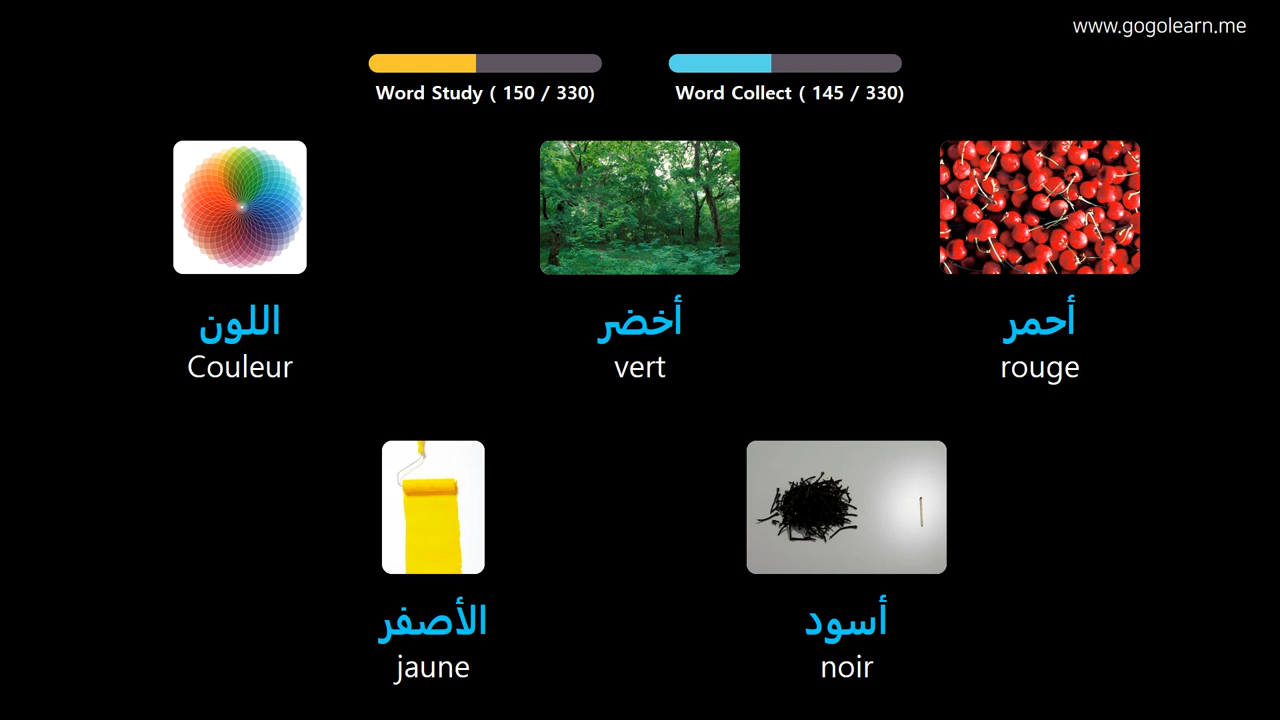 www.gogolearn.me
Word Study ( 150 / 330)
Word Collect ( 145 / 330)
اللون
Couleur
أخضر
vert
أحمر
rouge
الأصفر
jaune
أسود
noir